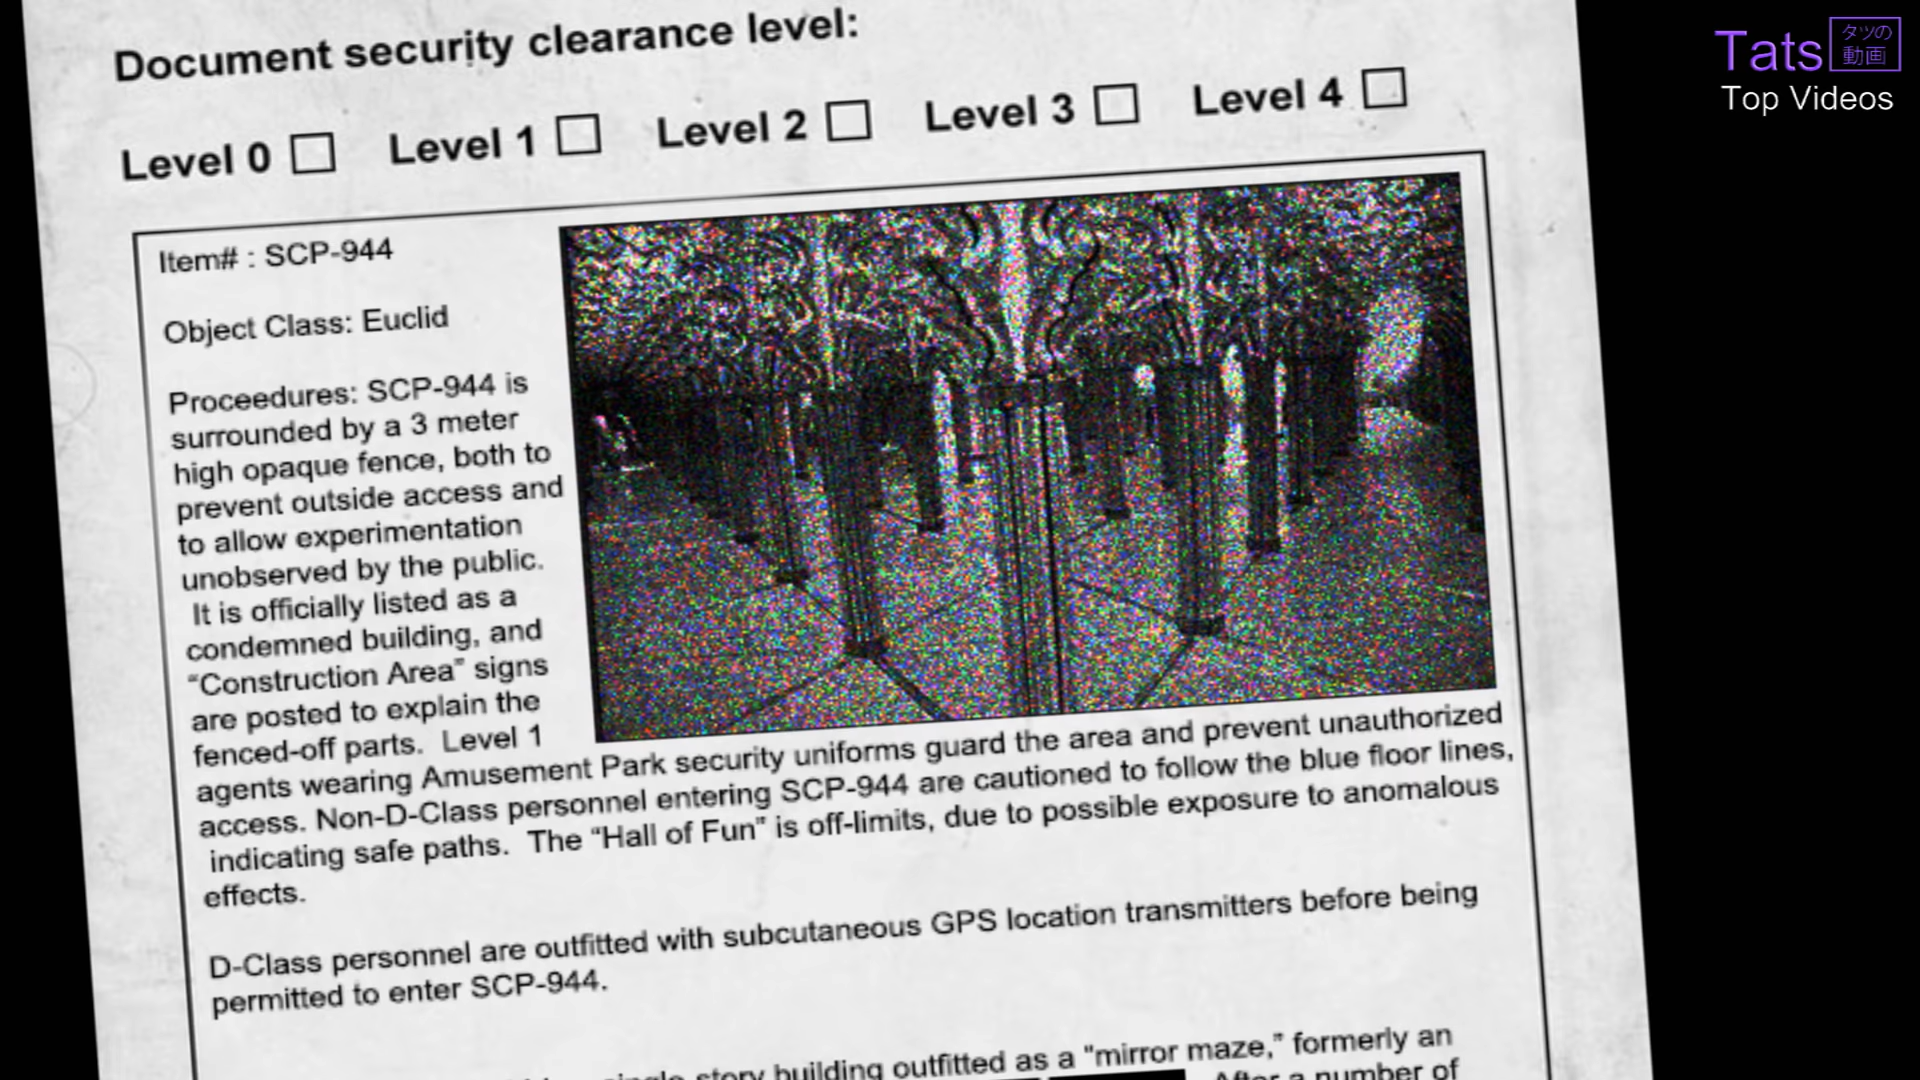 Document security clearance level:
Level 0 Level 1 Level 2 Level 3 Level 4
Item# : SCP-944
Object Class: Euclid
Proceedures: SCP-944 is
surrounded by a 3 meter
high opaque fence, both to
prevent outside access and
to allow experimentation
unobserved by the public.
It is officially listed as a
condemned building, and
“Construction Area” signs
are posted to explain the
fenced-off parts. Level 1
agents wearing Amusement Park security uniforms guard the area and prevent unauthorized
access. Non-D-Class personnel entering SCP-944 are cautioned to follow the blue floor lines,
indicating safe paths. The “Hall of Fun” is off-limits, due to possible exposure to anomalous
effects.
D-Class personnel are outfitted with subcutaneous GPS location transmitters before being
permitted to enter SCP-944.
single story building outfitted as a "mirror maze,” formerly an
After a number of
Tats タツの
動画
Top Videos